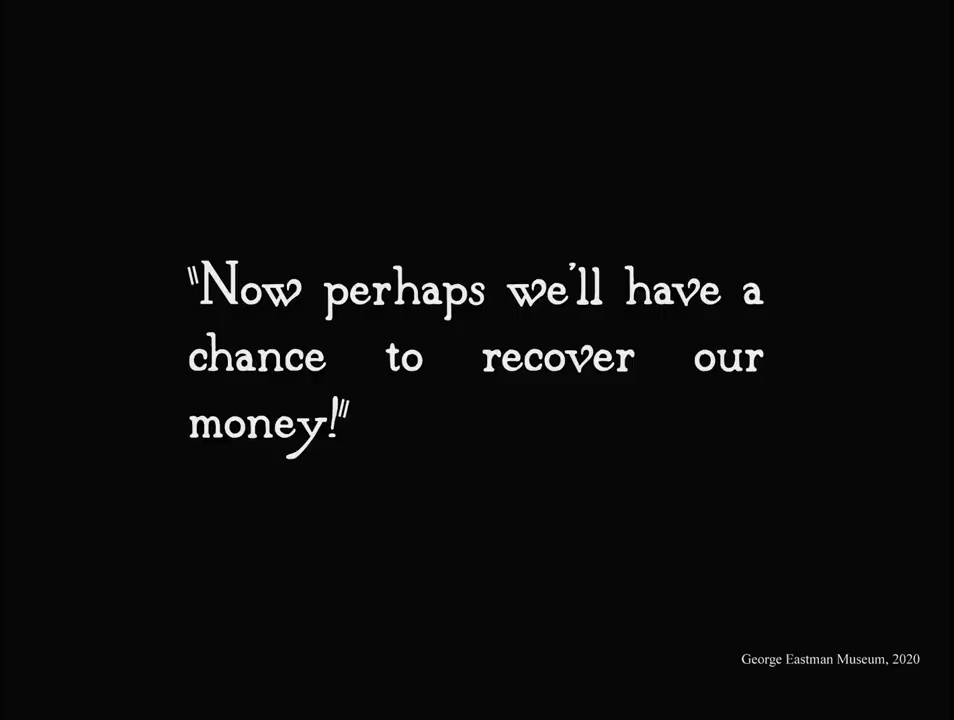 "Now perhaps we'll have a
chance to recover our
money!"
George Eastman Museum, 2020